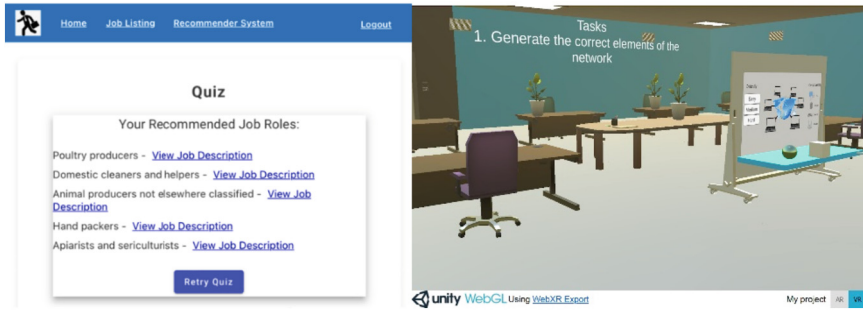 Home Job Listing Recommender System Logout
Quiz
Your Recommended Job Roles:
Poultry producers - View Job Description
Domestic cleaners and helpers - View Job Description
Animal producers not elsewhere classified - View Job
Description
Hand packers - View Job Description
Apiarists and sericulturists - View Job Description
Retry Quiz
Tasks
1. Generate the correct elements of the
network
unity WebGL Using WebXR Export
My project AR VR